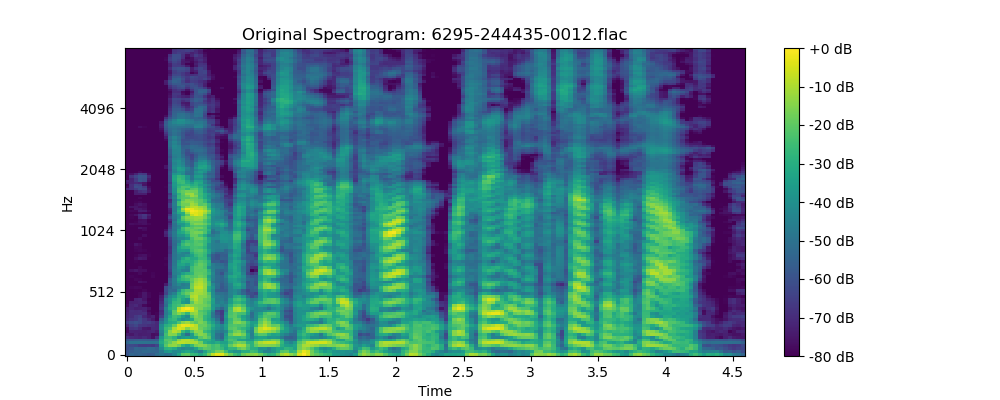 Original Spectrogram: 6295-244435-0012.flac
Hz
4096
2048
1024
512
0
0 0.5 1 1.5 2 2.5 3 3.5 4 4.5
Time
+0 dB
-10 dB
-20 dB
-30 dB
-40 dB
-50 dB
-60 dB
-70 dB
-80 dB